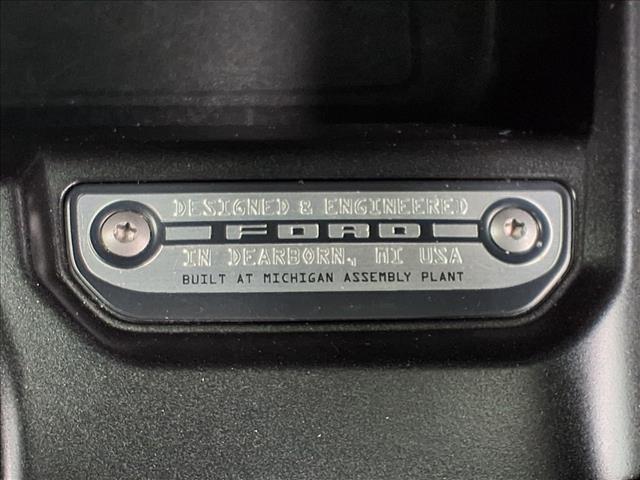 DESIGNED & ENGINEERED
FORD
IN DEARBORN, MI USA
BUILT AT MICHIGAN ASSEMBLY PLANT